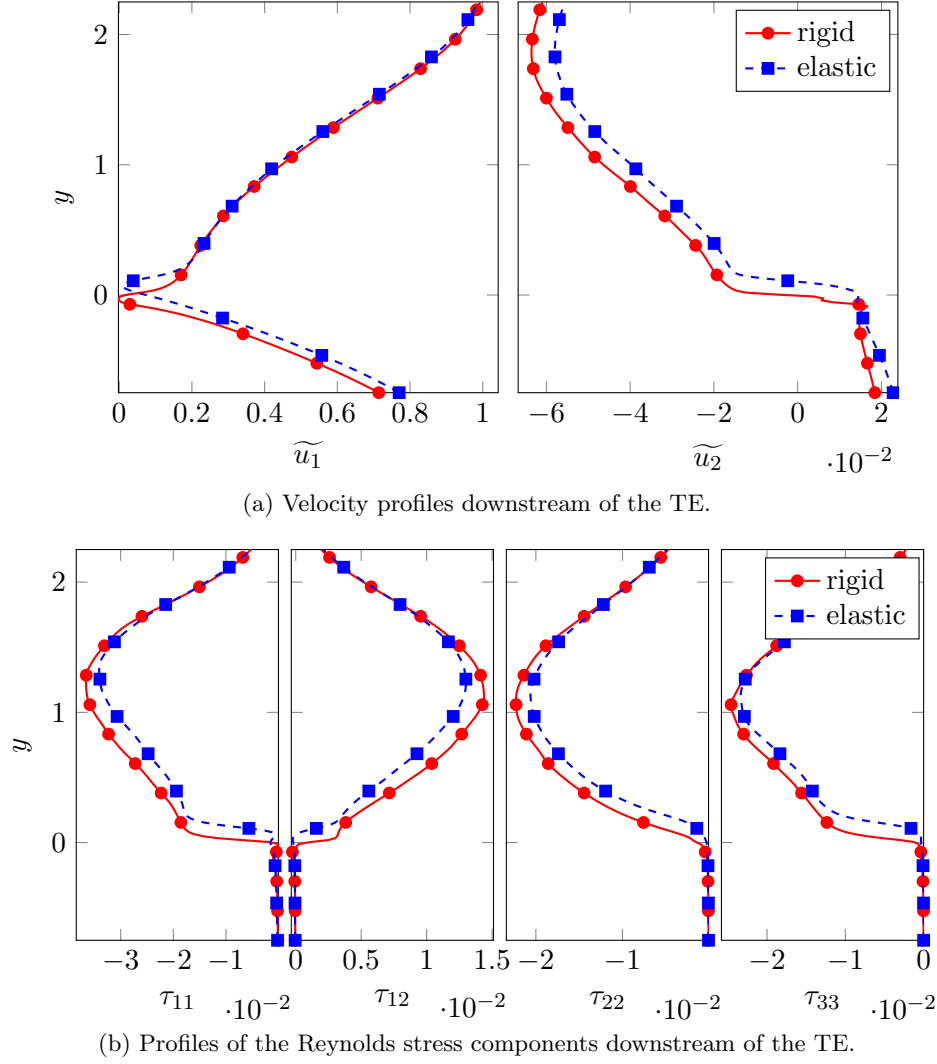 2
1
0
y
0 0.2 0.4 0.6 0.8 1
ũ₁
rigid
elastic
−6 −4 −2 0 2
·10⁻²
ũ₂
(a) Velocity profiles downstream of the TE.
2
1
0
y
rigid
elastic
−3 −2 −1
0 0.5 1 1.5
−2 −1
−2 −1 0
τ₁₁ ·10⁻² τ₁₂ ·10⁻² τ₂₂ ·10⁻² τ₃₃ ·10⁻²
(b) Profiles of the Reynolds stress components downstream of the TE.